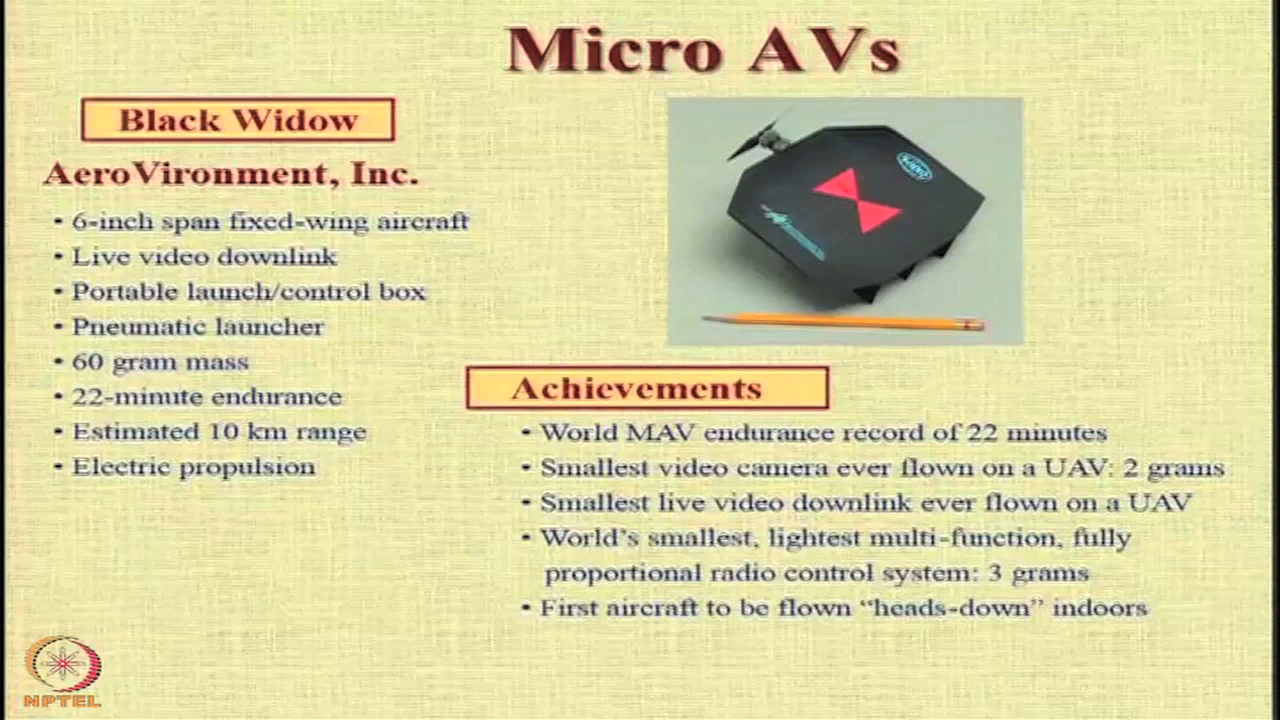 Micro AVs
Black Widow
AeroVironment, Inc.
• 6-inch span fixed-wing aircraft
• Live video downlink
• Portable launch/control box
• Pneumatic launcher
• 60 gram mass
• 22-minute endurance
• Estimated 10 km range
• Electric propulsion
Achievements
• World MAV endurance record of 22 minutes
• Smallest video camera ever flown on a UAV: 2 grams
• Smallest live video downlink ever flown on a UAV
• World's smallest, lightest multi-function, fully
proportional radio control system: 3 grams
• First aircraft to be flown “heads-down” indoors
NPTEL